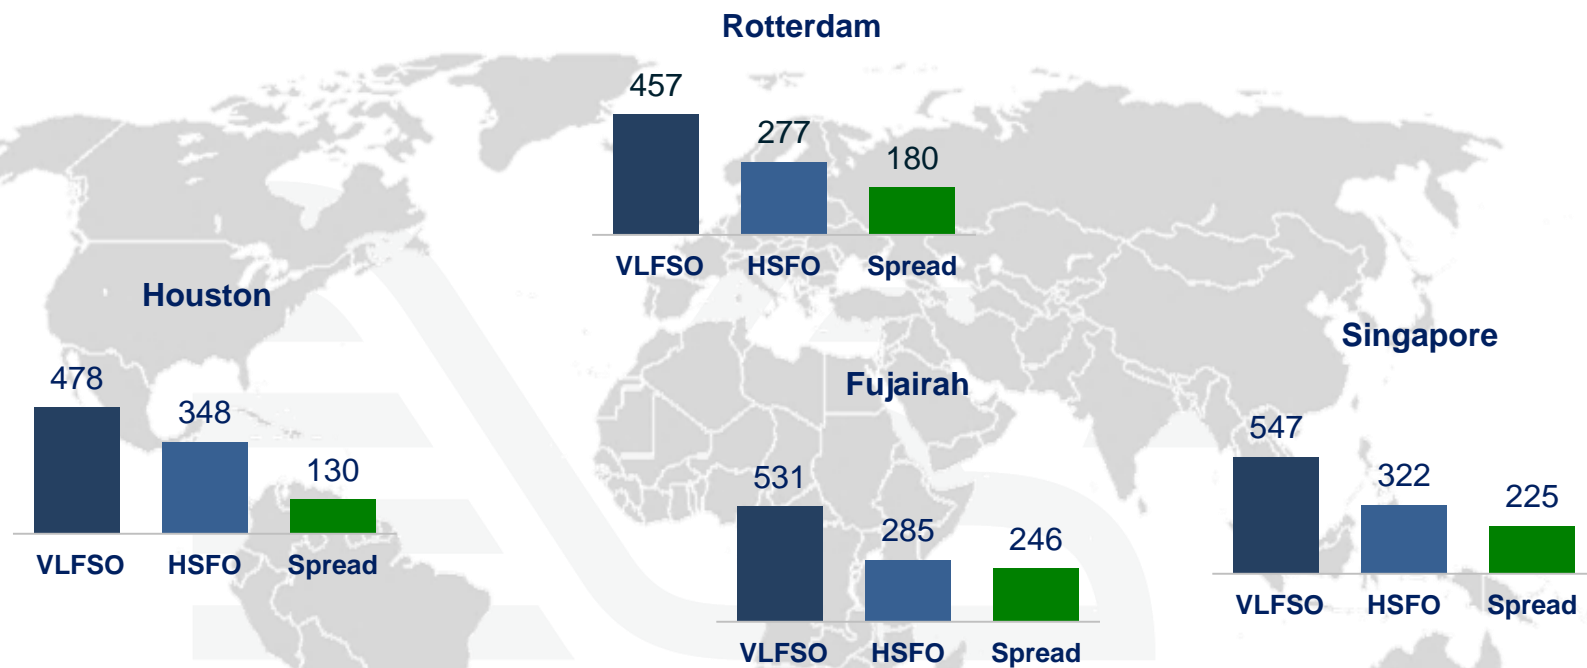 Rotterdam
457
277
180
VLFSO HSFO Spread
Houston
478
348
130
VLFSO HSFO Spread
Fujairah
531
285
246
VLFSO HSFO Spread
Singapore
547
322
225
VLFSO HSFO Spread